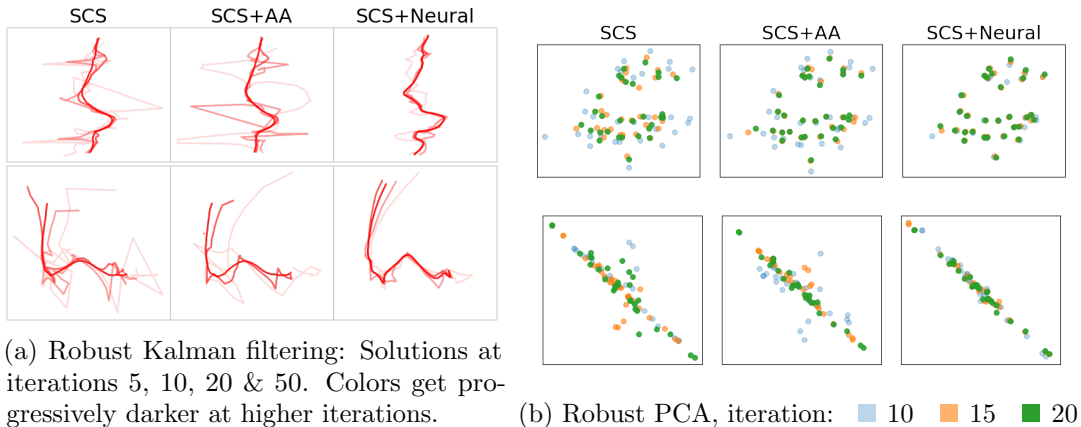 SCS SCS+AA SCS+Neural
(a) Robust Kalman filtering: Solutions at
iterations 5, 10, 20 & 50. Colors get pro-
gressively darker at higher iterations.
SCS SCS+AA SCS+Neural
(b) Robust PCA, iteration: 10 15 20